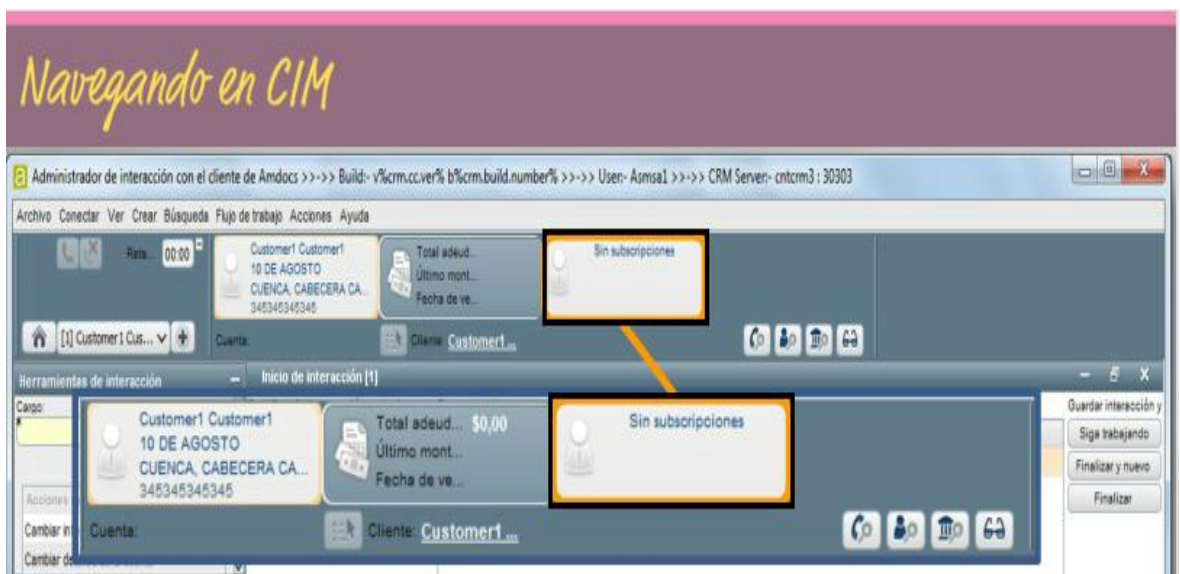 Navegando en CIM
Administrador de interacción con el cliente de Amdocs >>->> Build:- v%crm.cc.ver% b%crm.build.number% >>->> User:- Asmsa1 >>->> CRM Server:- cntcrm3 : 30303
Archivo Conectar Ver Crear Búsqueda Flujo de trabajo Acciones Ayuda
00:00
Customer1 Customer1
10 DE AGOSTO
CUENCA, CABECERA CA...
345345345345
Total adeud...
Último mont...
Fecha de ve...
Sin subscripciones
[1] Customer1 Cus...
Cuenta:
Cliente: Customer1 ...
Herramientas de interacción
Inicio de interacción [1]
Cargo:
Guardar interacción y
Siga trabajando
Finalizar y nuevo
Finalizar
Customer1 Customer1
10 DE AGOSTO
CUENCA, CABECERA CA...
345345345345
Total adeud... $0,00
Último mont...
Fecha de ve...
Sin subscripciones
Cuenta:
Cliente: Customer1 ...
Acciones
Cambiar in
Cambiar de